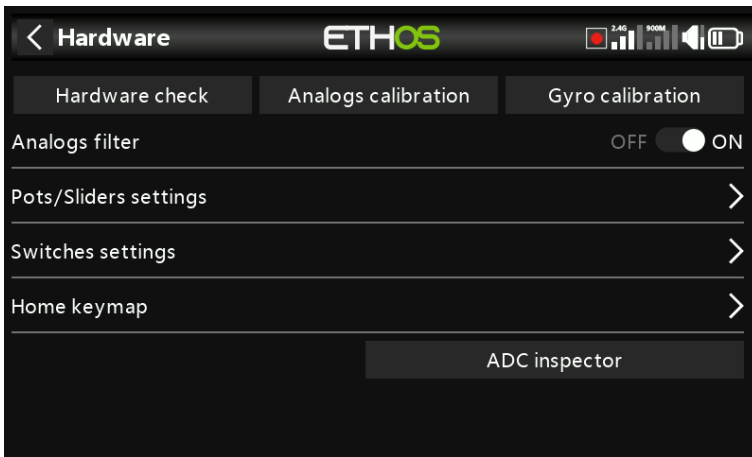 Hardware ETHOS 2.4G 900M
Hardware check Analogs calibration Gyro calibration
Analogs filter OFF ON
Pots/Sliders settings
Switches settings
Home keymap
ADC inspector